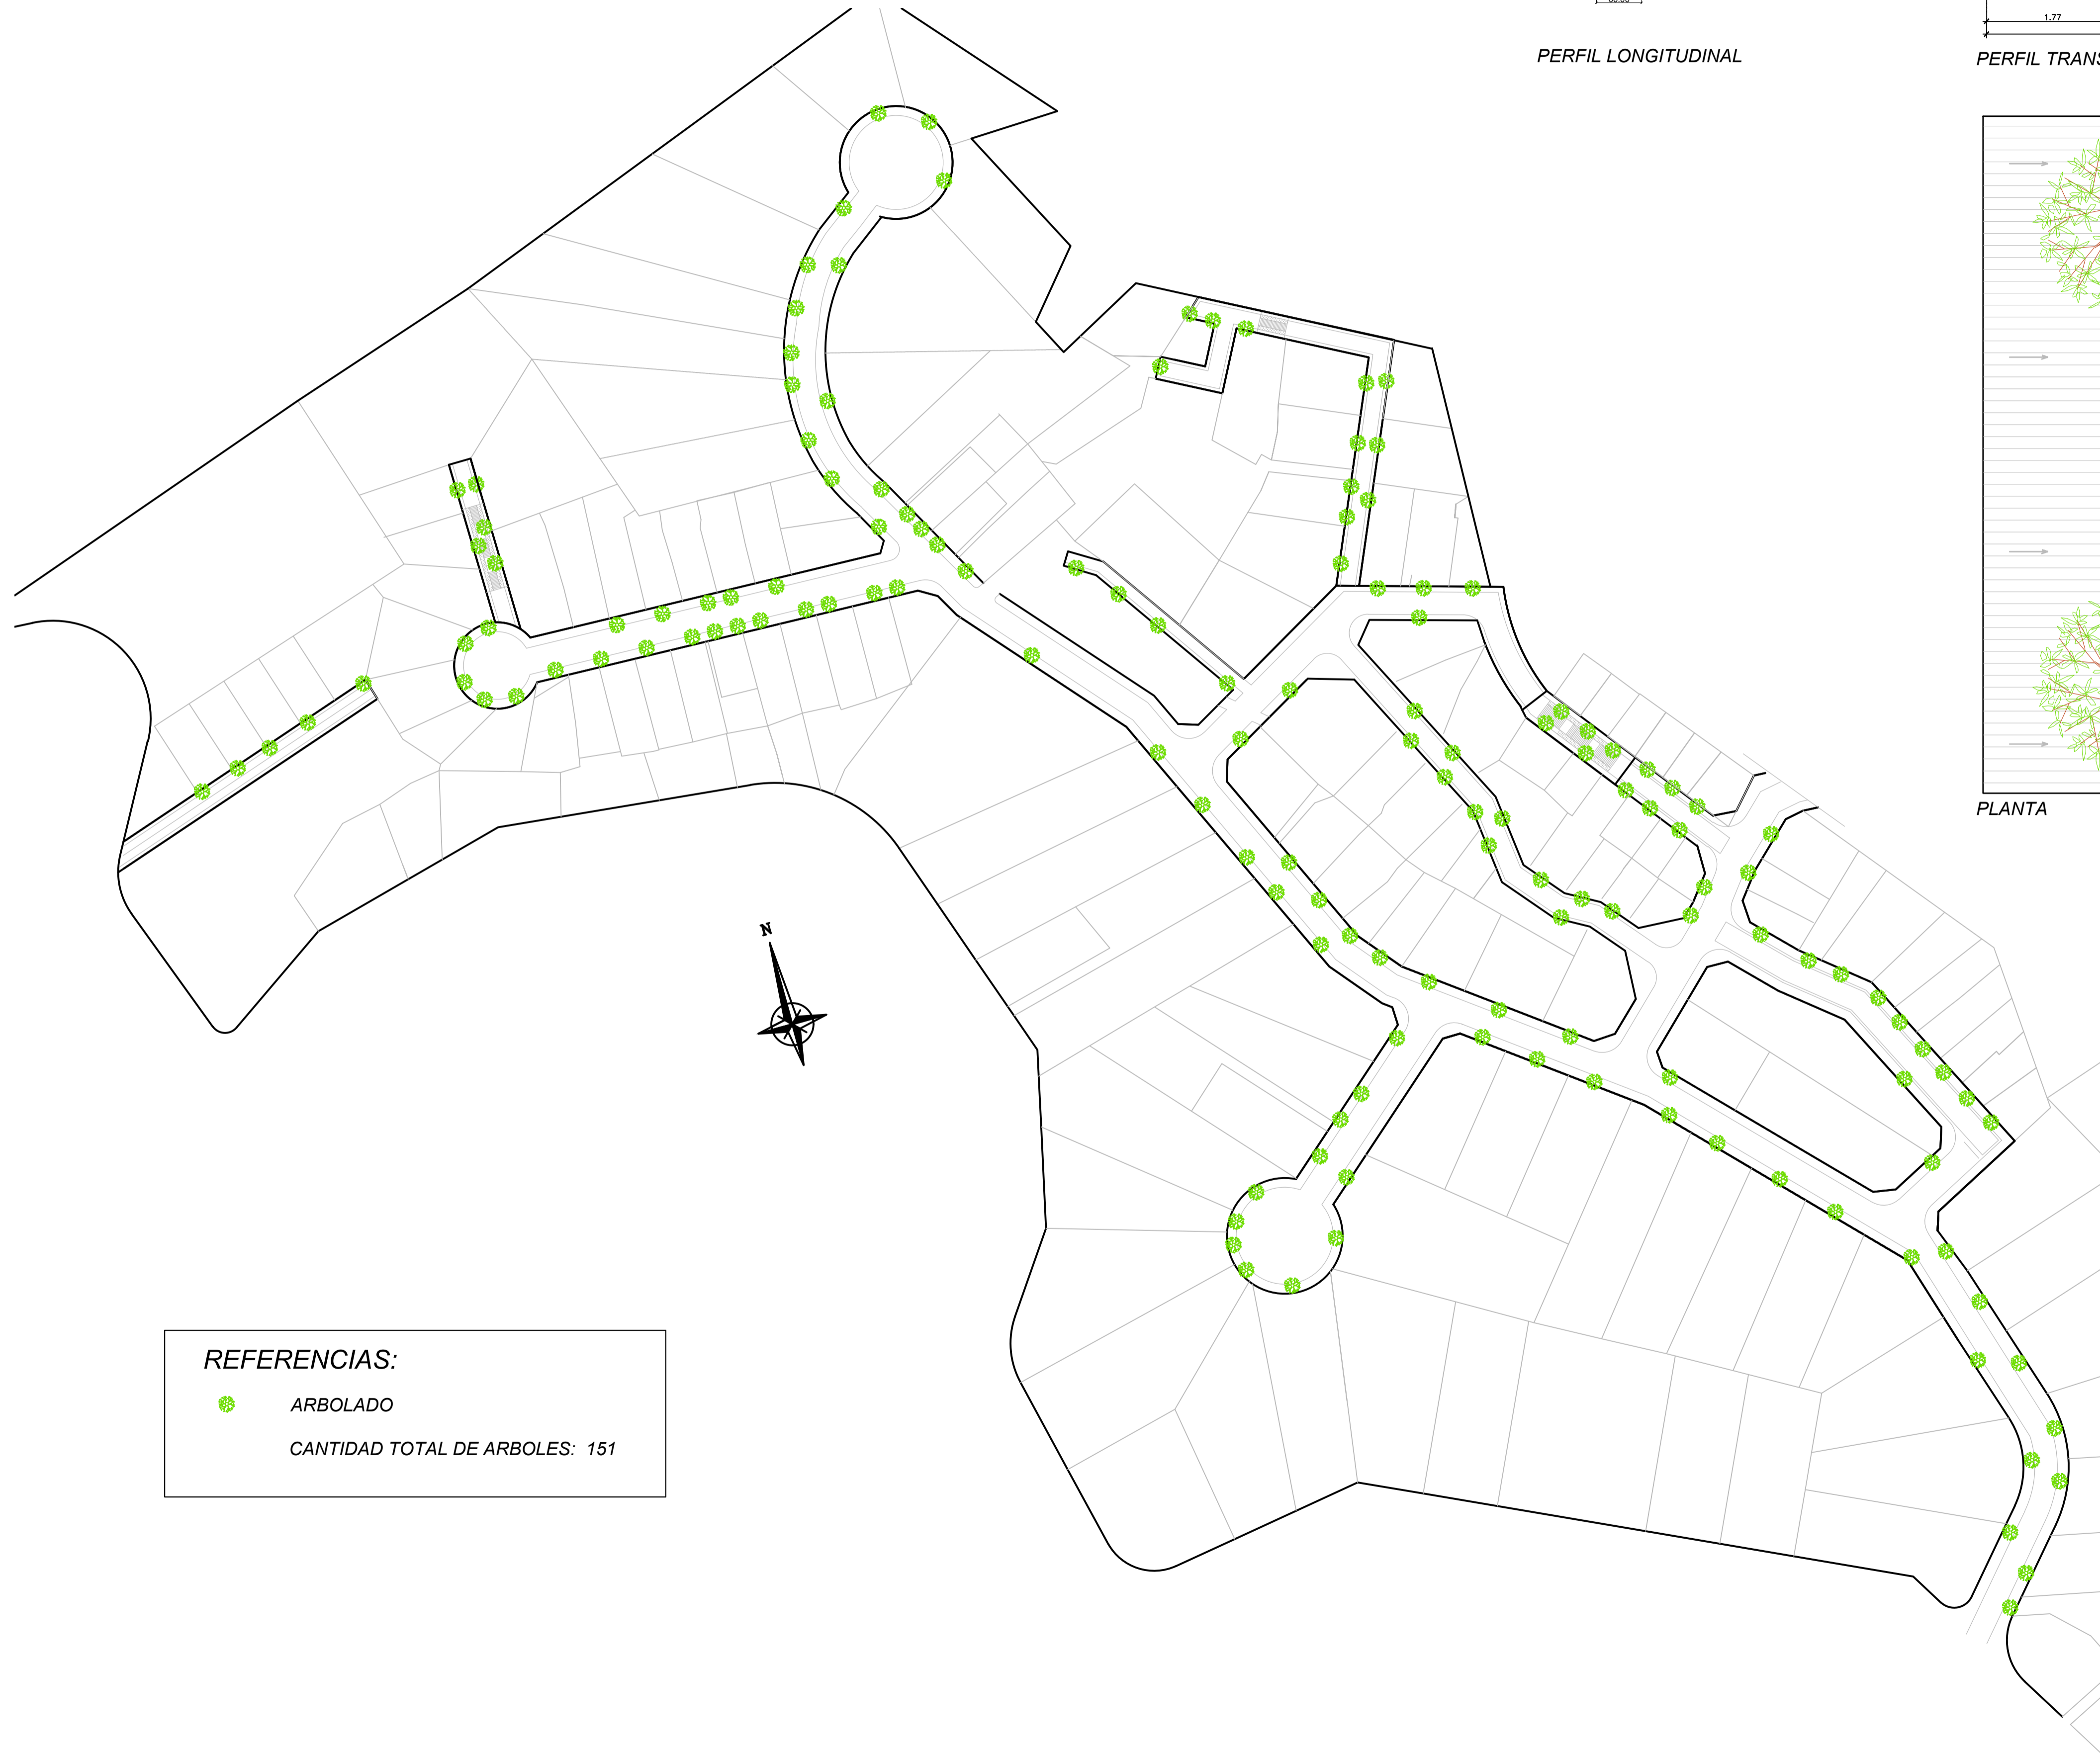 1.77
PERFIL LONGITUDINAL
PERFIL TRANS
PLANTA
N
REFERENCIAS:
ARBOLADO
CANTIDAD TOTAL DE ARBOLES: 151